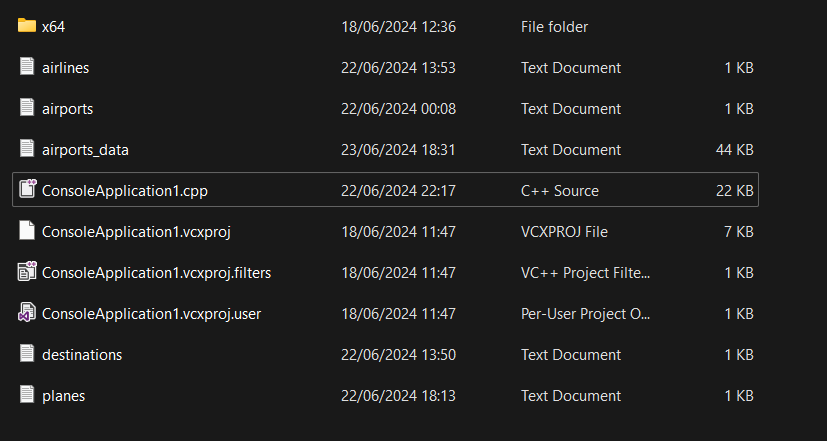 x64 18/06/2024 12:36 File folder
airlines 22/06/2024 13:53 Text Document 1 KB
airports 22/06/2024 00:08 Text Document 1 KB
airports_data 23/06/2024 18:31 Text Document 44 KB
ConsoleApplication1.cpp 22/06/2024 22:17 C++ Source 22 KB
ConsoleApplication1.vcxproj 18/06/2024 11:47 VCXPROJ File 7 KB
ConsoleApplication1.vcxproj.filters 18/06/2024 11:47 VC++ Project Filte... 1 KB
ConsoleApplication1.vcxproj.user 18/06/2024 11:47 Per-User Project O... 1 KB
destinations 22/06/2024 13:50 Text Document 1 KB
planes 22/06/2024 18:13 Text Document 1 KB